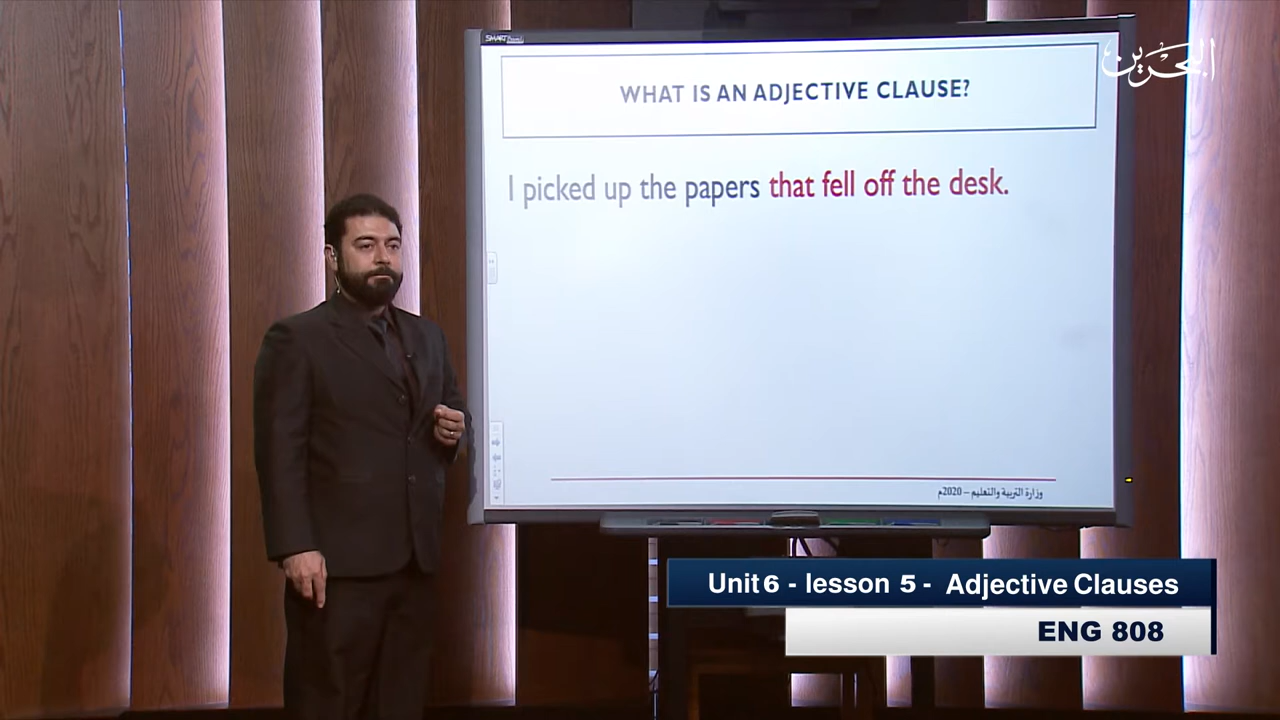 SMART
البحرين
WHAT IS AN ADJECTIVE CLAUSE?
I picked up the papers that fell off the desk.
وزارة التربية والتعليم – 2020م
Unit 6 - lesson 5 - Adjective Clauses
ENG 808